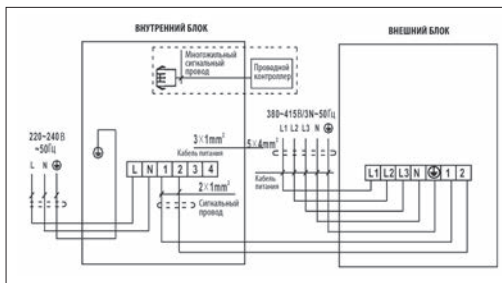 ВНУТРЕННИЙ БЛОК
ВНЕШНИЙ БЛОК
Многожильный
сигнальный
провод
Проводной
контроллер
380~415В/3N~50Гц
L1 L2 L3 N
220~240В
~50Гц
L N
3×1mm²
Кабель питания
5×4mm²
Кабель
питания
L N 1 2 3 4
L1 L2 L3 N 1 2
2×1mm²
Сигнальный
провод